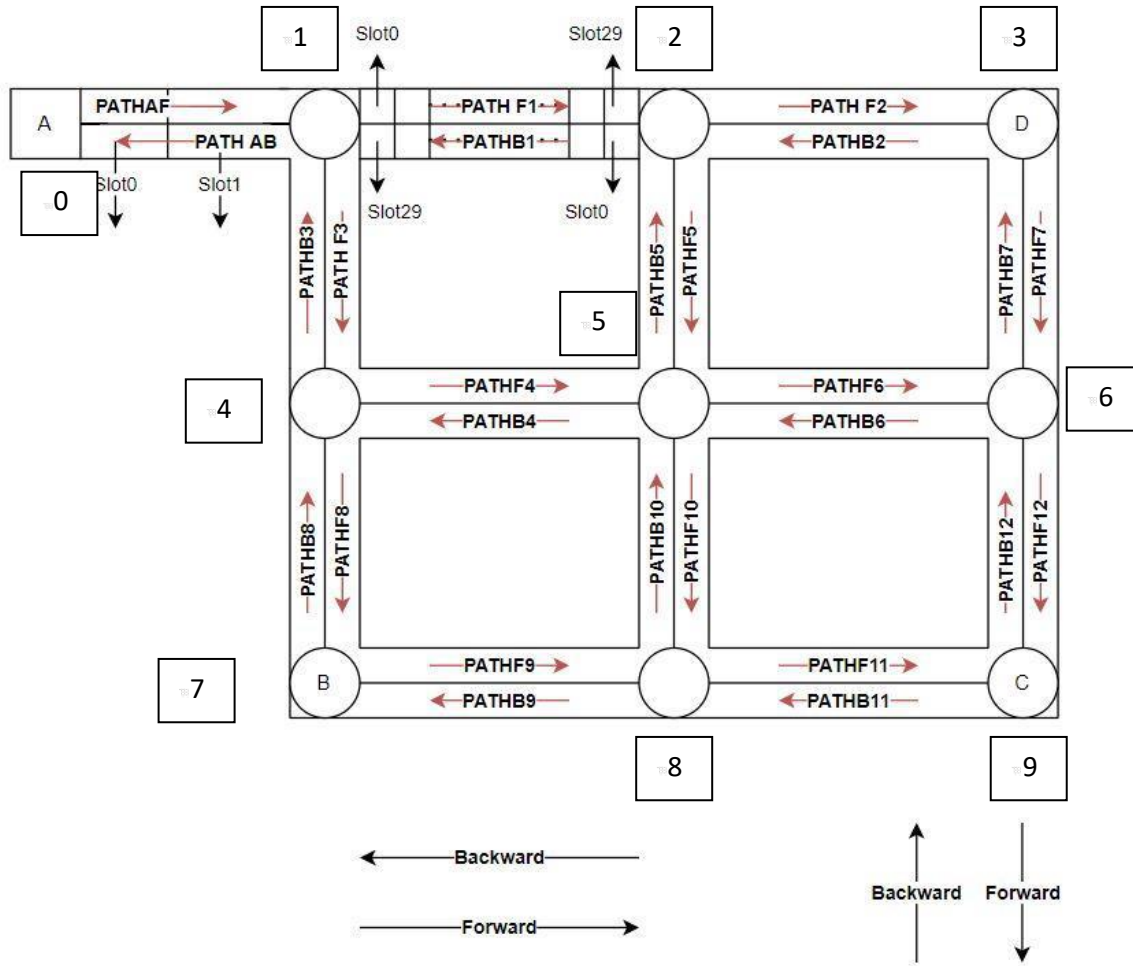 1
Slot0
Slot29
2
3
A
PATHAF
PATH F1
PATH F2
D
PATH AB
PATHB1
PATHB2
0
Slot0
Slot1
Slot29
Slot0
PATHB3
PATH F3
PATHB5
PATHF5
PATHB7
PATHF7
5
4
PATHF4
PATHF6
6
PATHB4
PATHB6
PATHB8
PATHF8
PATHB10
PATHF10
PATHB12
PATHF12
7
B
PATHF9
PATHF11
C
PATHB9
PATHB11
8
9
Backward
Backward
Forward
Forward